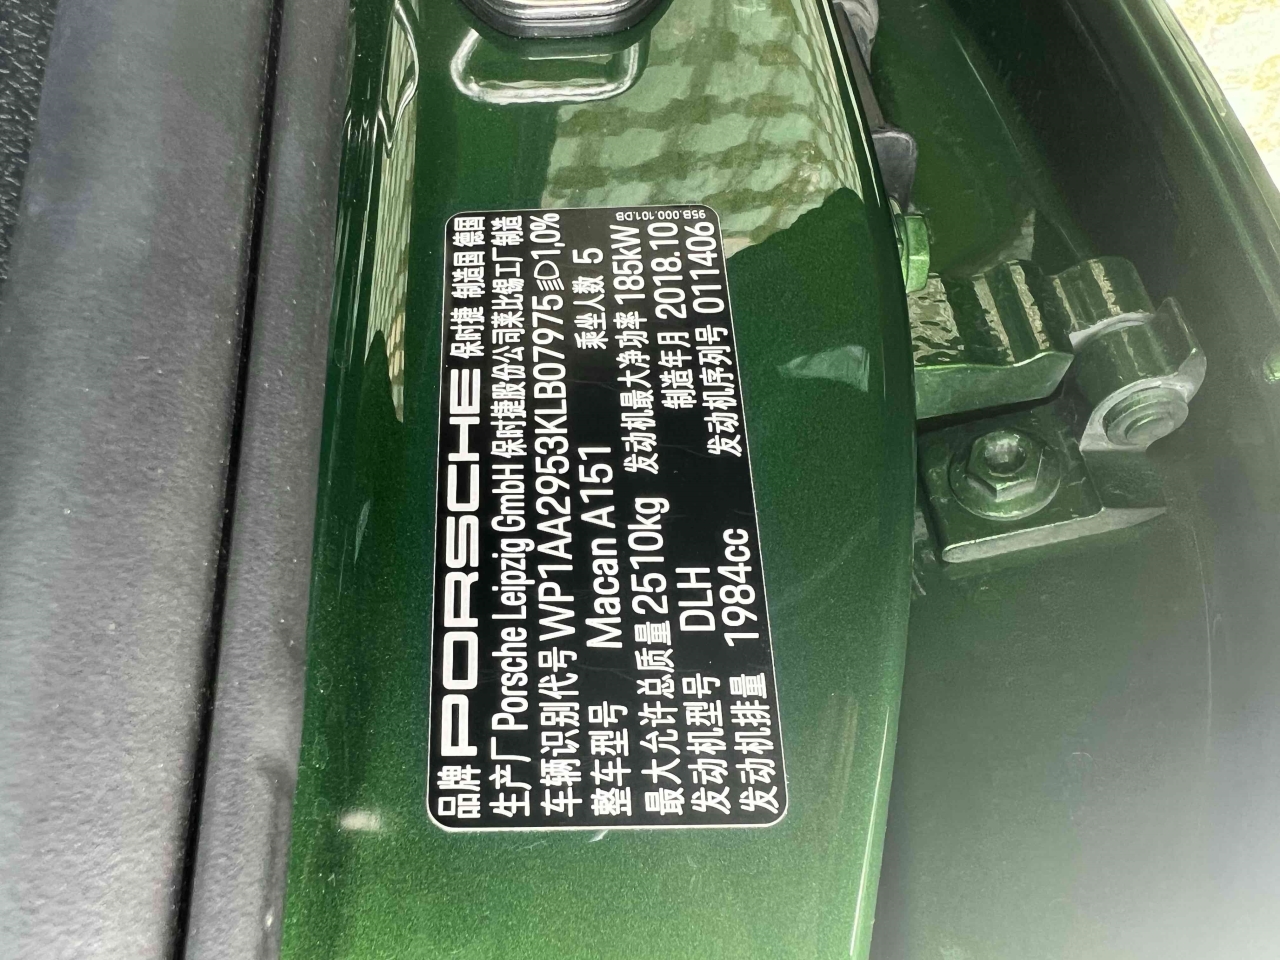 品牌 PORSCHE 保时捷 制造国 德国
生产厂 Porsche Leipzig GmbH 保时捷股份公司莱比锡工厂制造
车辆识别代号 WP1AA2953KLB07975 1,0%
整车型号 Macan A151 乘坐人数 5
最大允许总质量 2510kg 发动机最大净功率 185kW
发动机型号 DLH 制造年月 2018.10
发动机排量 1984cc 发动机序列号 011406
95B.000.101.DB